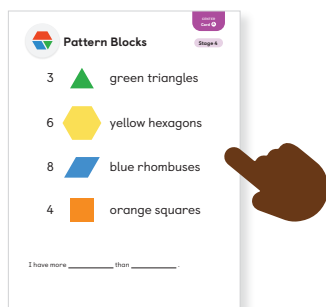 Card
Pattern Blocks
Stage 4
3 green triangles
6 yellow hexagons
8 blue rhombuses
4 orange squares
I have more __________ than __________ .